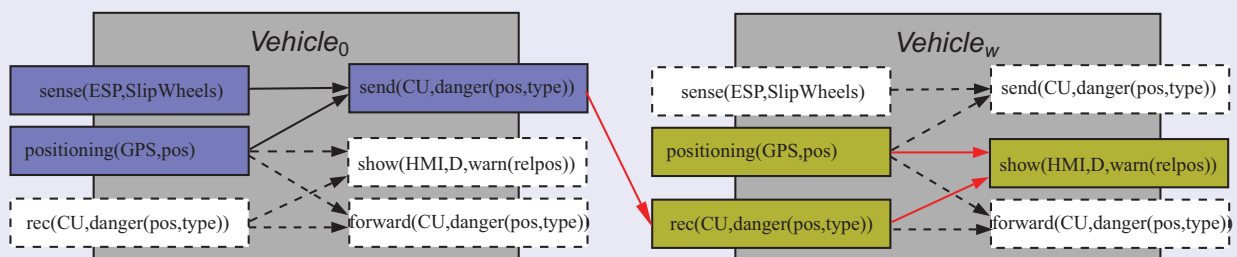 Vehicle0
sense(ESP,SlipWheels)
send(CU,danger(pos,type))
positioning(GPS,pos)
show(HMI,D,warn(relpos))
rec(CU,danger(pos,type))
forward(CU,danger(pos,type))
Vehiclew
sense(ESP,SlipWheels)
send(CU,danger(pos,type))
positioning(GPS,pos)
show(HMI,D,warn(relpos))
rec(CU,danger(pos,type))
forward(CU,danger(pos,type))